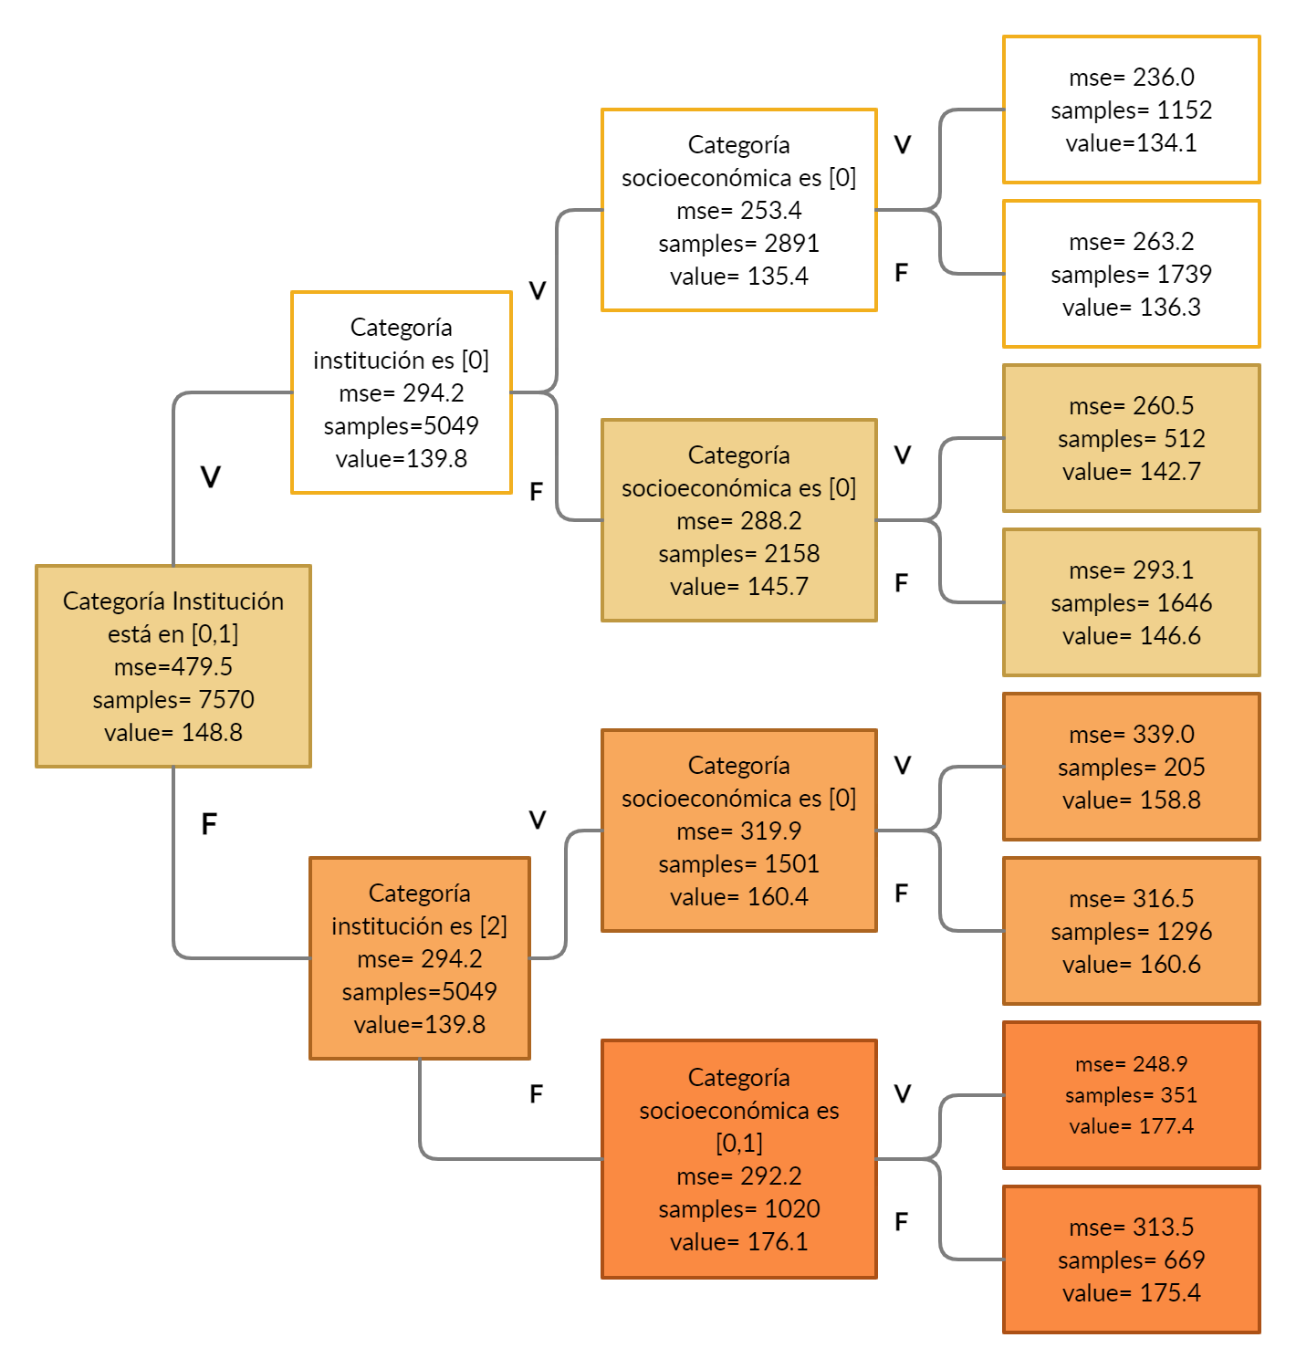 Categoría Institución
está en [0,1]
mse=479.5
samples= 7570
value= 148.8
V
F
Categoría
institución es [0]
mse= 294.2
samples=5049
value=139.8
V
F
Categoría
institución es [2]
mse= 294.2
samples=5049
value=139.8
V
F
Categoría
socioeconómica es [0]
mse= 253.4
samples= 2891
value= 135.4
V
F
Categoría
socioeconómica es [0]
mse= 288.2
samples= 2158
value= 145.7
V
F
Categoría
socioeconómica es [0]
mse= 319.9
samples= 1501
value= 160.4
V
F
Categoría
socioeconómica es
[0,1]
mse= 292.2
samples= 1020
value= 176.1
V
F
mse= 236.0
samples= 1152
value=134.1
mse= 263.2
samples= 1739
value= 136.3
mse= 260.5
samples= 512
value= 142.7
mse= 293.1
samples= 1646
value= 146.6
mse= 339.0
samples= 205
value= 158.8
mse= 316.5
samples= 1296
value= 160.6
mse= 248.9
samples= 351
value= 177.4
mse= 313.5
samples= 669
value= 175.4